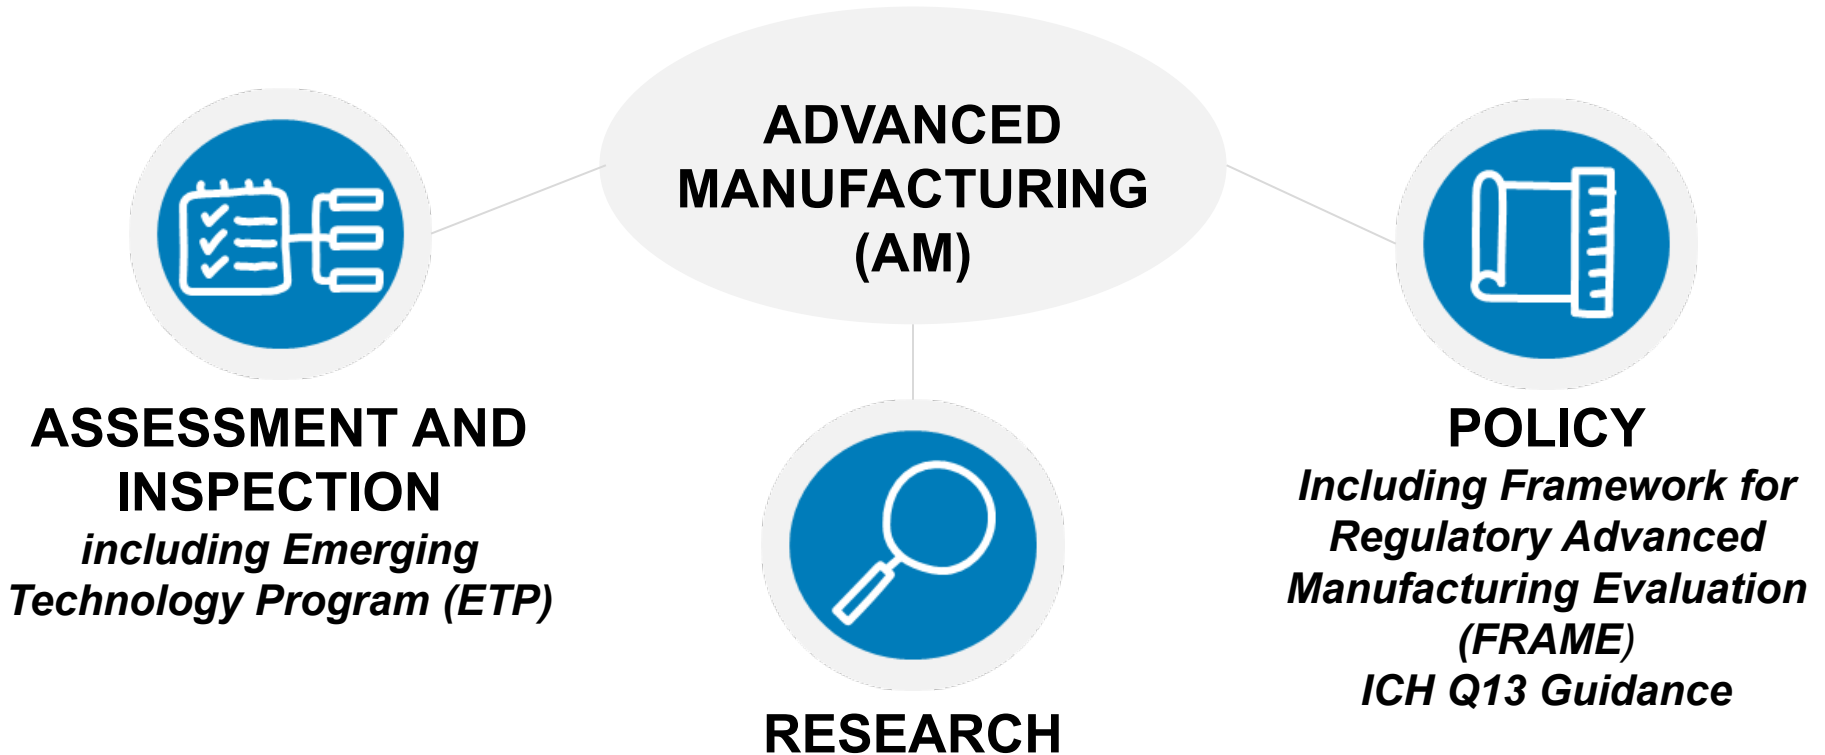 ADVANCED
MANUFACTURING
(AM)
ASSESSMENT AND
INSPECTION
including Emerging
Technology Program (ETP)
RESEARCH
POLICY
Including Framework for
Regulatory Advanced
Manufacturing Evaluation
(FRAME)
ICH Q13 Guidance